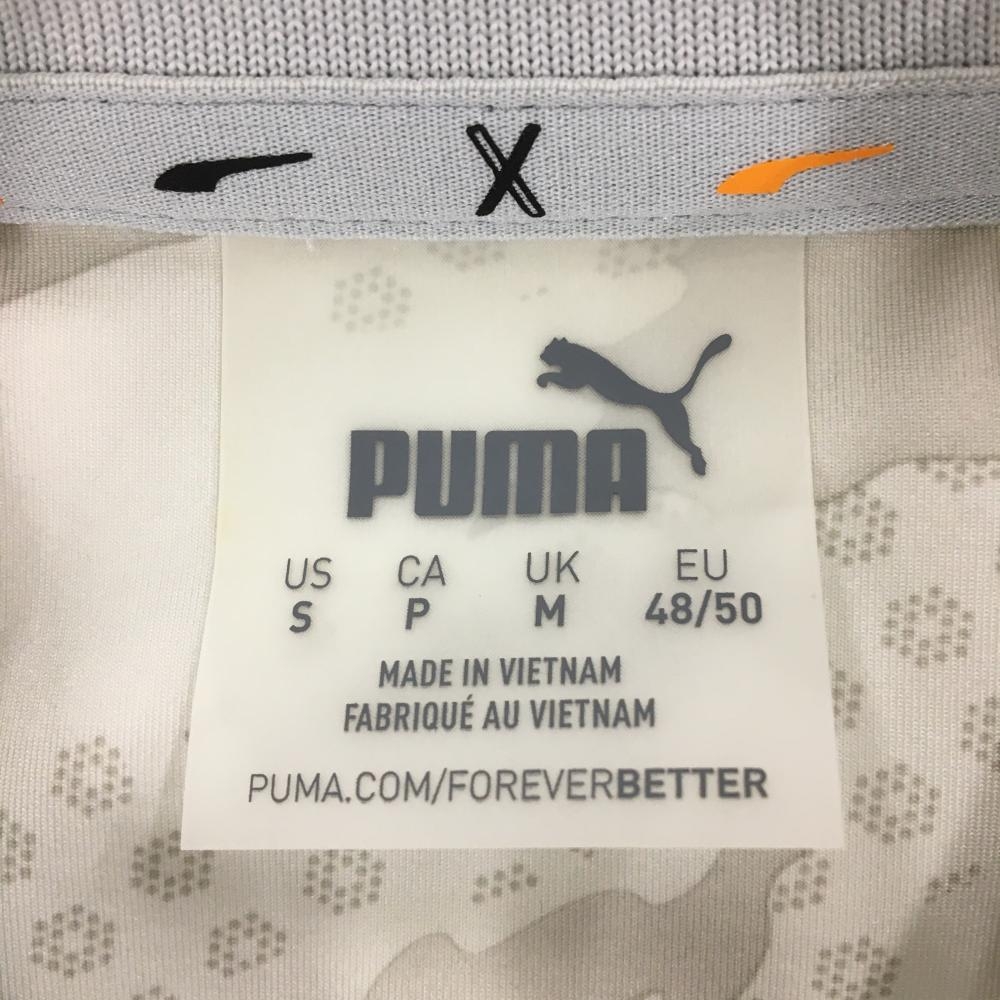 X
PUMA
US CA UK EU
S P M 48/50
MADE IN VIETNAM
FABRIQUÉ AU VIETNAM
PUMA.COM/FOREVERBETTER